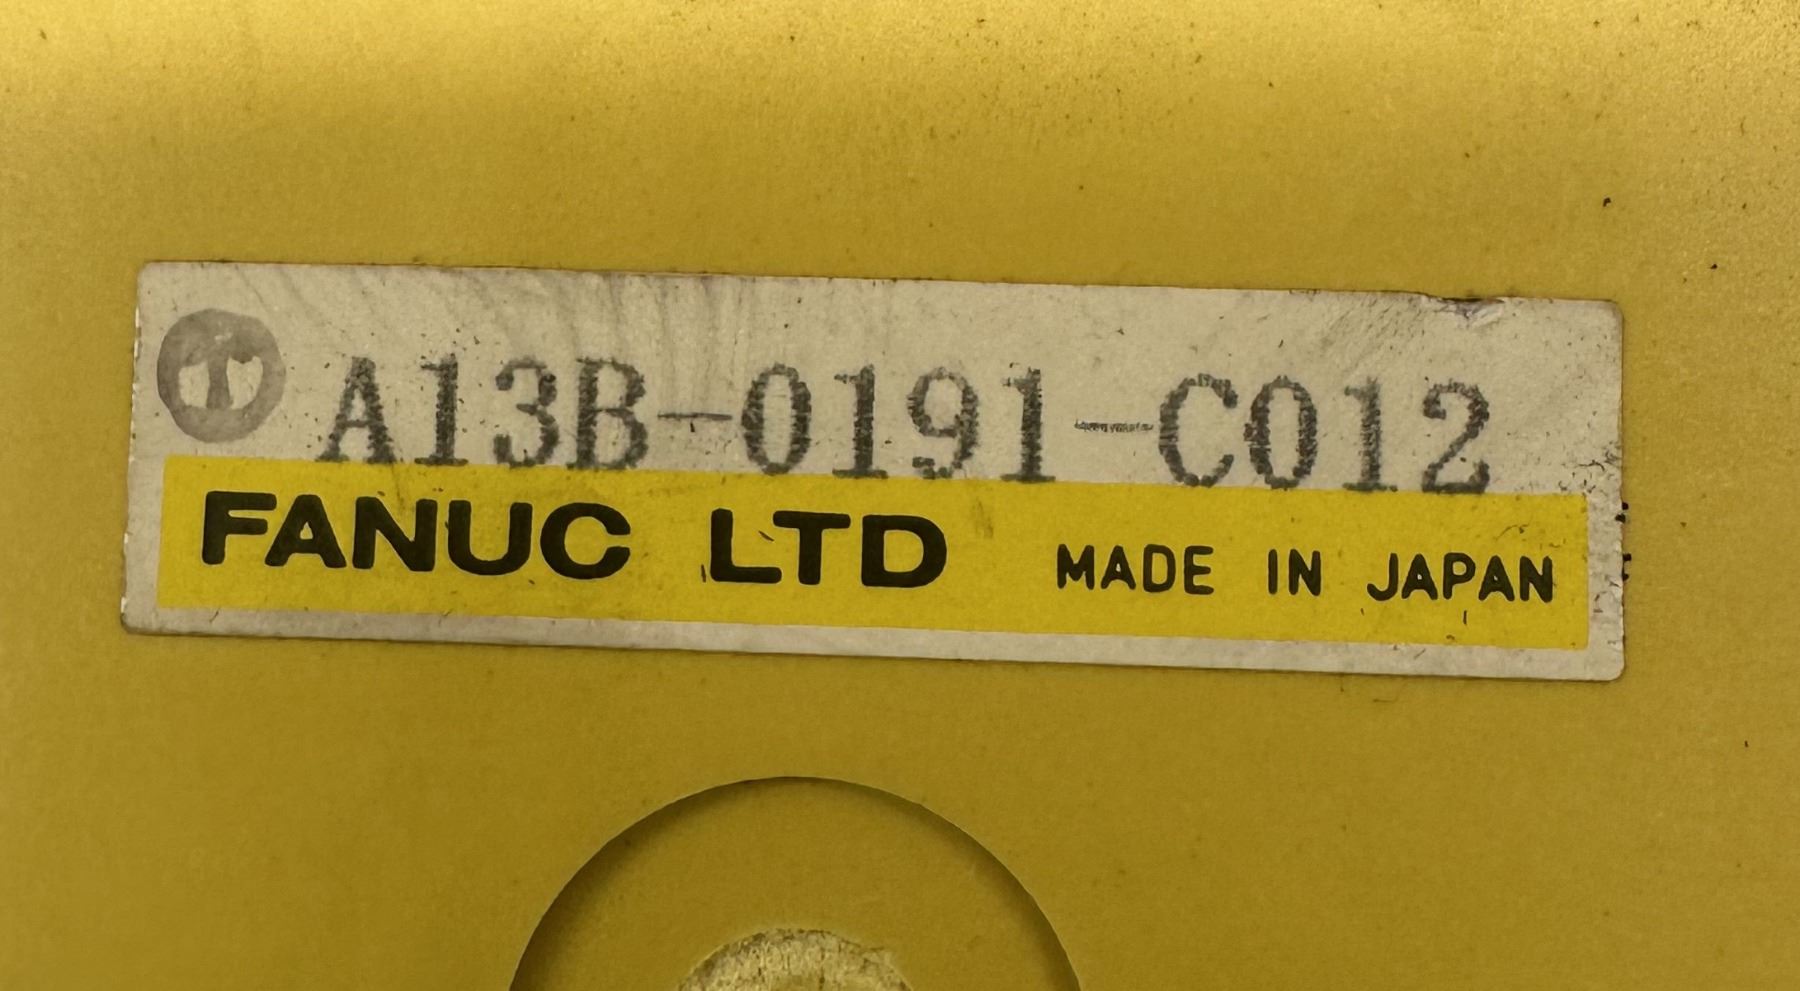 A13B-0191-C012
FANUC LTD MADE IN JAPAN